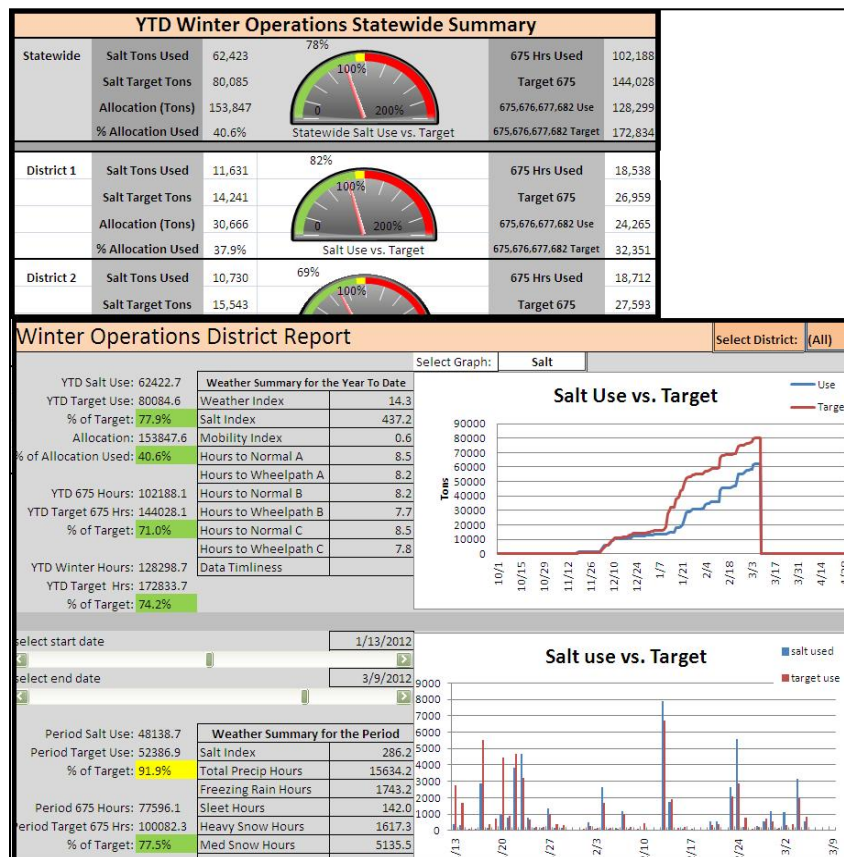 YTD Winter Operations Statewide Summary
Statewide Salt Tons Used 62,423 78% 675 Hrs Used 102,188
Salt Target Tons 80,085 100% Target 675 144,028
Allocation (Tons) 153,847 0 200% 675,676,677,682 Use 128,299
% Allocation Used 40.6% Statewide Salt Use vs. Target 675,676,677,682 Target 172,834
District 1 Salt Tons Used 11,631 82% 675 Hrs Used 18,538
Salt Target Tons 14,241 100% Target 675 26,959
Allocation (Tons) 30,666 0 200% 675,676,677,682 Use 24,265
% Allocation Used 37.9% Salt Use vs. Target 675,676,677,682 Target 32,351
District 2 Salt Tons Used 10,730 69% 675 Hrs Used 18,712
Salt Target Tons 15,543 100% Target 675 27,593
Winter Operations District Report Select District: (All)
Select Graph: Salt
YTD Salt Use: 62422.7 Weather Summary for the Year To Date
YTD Target Use: 80084.6 Weather Index 14.3
% of Target: 77.9% Salt Index 437.2
Allocation: 153847.6 Mobility Index 0.6
% of Allocation Used: 40.6% Hours to Normal A 8.5
Hours to Wheelpath A 8.2
YTD 675 Hours: 102188.1 Hours to Normal B 8.2
YTD Target 675 Hrs: 144028.1 Hours to Wheelpath B 7.7
% of Target: 71.0% Hours to Normal C 8.5
Hours to Wheelpath C 7.8
YTD Winter Hours: 128298.7 Data Timliness
YTD Target Hrs: 172833.7
% of Target: 74.2%
Salt Use vs. Target
Use
Targe
90000
80000
70000
60000
50000
40000
30000
20000
10000
0
Tons
10/1 10/15 10/29 11/12 11/26 12/10 12/24 1/7 1/21 2/4 2/18 3/3 3/17 3/31 4/14
select start date 1/13/2012
select end date 3/9/2012
Period Salt Use: 48138.7 Weather Summary for the Period
Period Target Use: 52386.9 Salt Index 286.2
% of Target: 91.9% Total Precip Hours 15634.2
Freezing Rain Hours 1743.2
Period 675 Hours: 77596.1 Sleet Hours 142.0
Period Target 675 Hrs: 100082.3 Heavy Snow Hours 1617.3
% of Target: 77.5% Med Snow Hours 5135.5
Salt use vs. Target
salt used
target use
9000
8000
7000
6000
5000
4000
3000
2000
1000
0
/13 /20 /27 2/3 /10 /17 /24 3/2 3/9